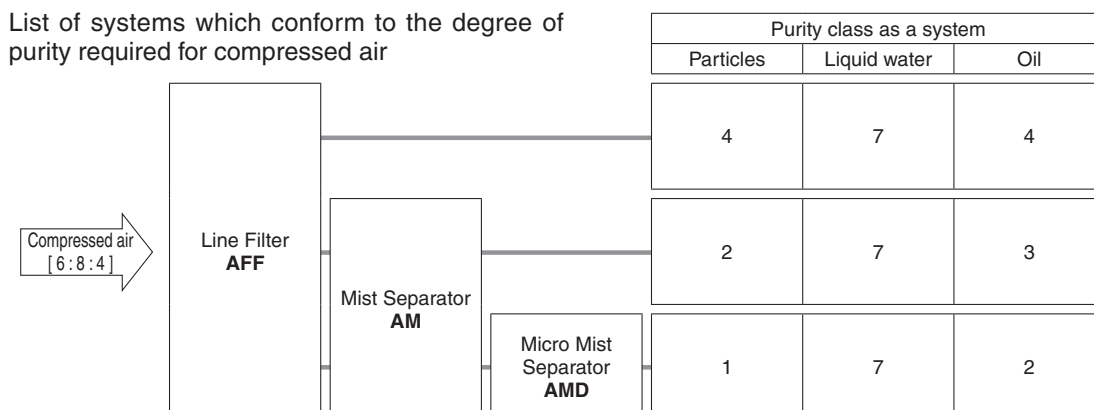 List of systems which conform to the degree of
purity required for compressed air
Purity class as a system
Particles Liquid water Oil
4 7 4
Compressed air
[ 6 : 8 : 4 ]
Line Filter
AFF
2 7 3
Mist Separator
AM
Micro Mist
Separator
AMD
1 7 2